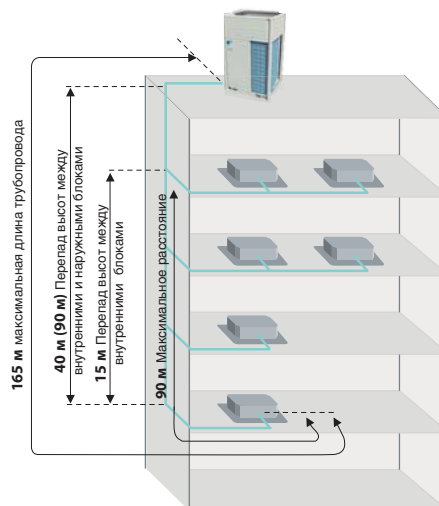 165 м максимальная длина трубопровода
40 м (90 м) Перепад высот между
внутренними и наружными блоками
15 м Перепад высот между
внутренними блоками
90 м Максимальное расстояние